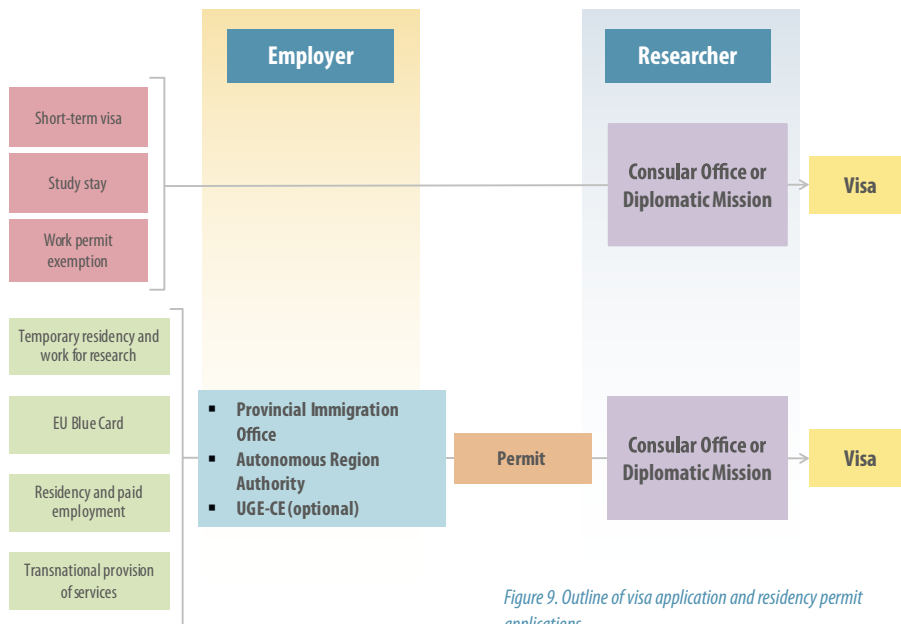 Employer
Researcher
Short-term visa
Study stay
Work permit
exemption
Consular Office or
Diplomatic Mission
Visa
Temporary residency and
work for research
EU Blue Card
Residency and paid
employment
Transnational provision
of services
▪ Provincial Immigration
Office
▪ Autonomous Region
Authority
▪ UGE-CE (optional)
Permit
Consular Office or
Diplomatic Mission
Visa
Figure 9. Outline of visa application and residency permit
applications